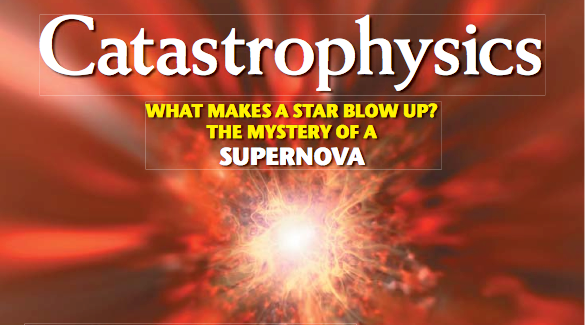 Catastrophysics
WHAT MAKES A STAR BLOW UP?
THE MYSTERY OF A
SUPERNOVA